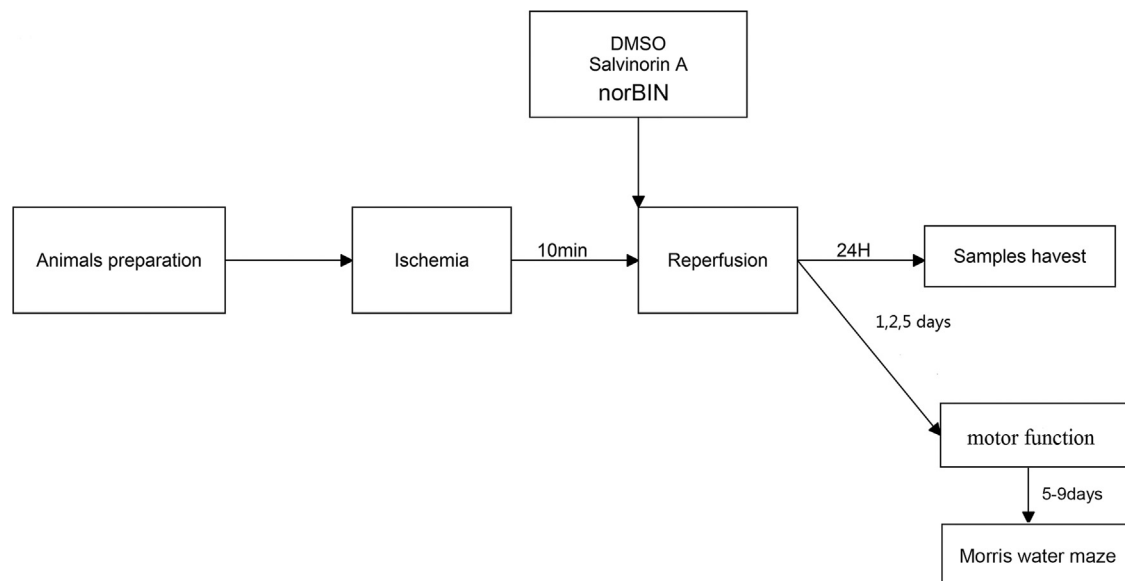 DMSO
Salvinorin A
norBIN
Animals preparation
Ischemia
10min
Reperfusion
24H
Samples havest
1,2,5 days
motor function
5-9days
Morris water maze